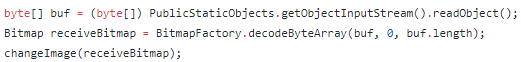 byte[] buf = (byte[]) PublicStaticObjects.getObjectInputStream().readObject();
Bitmap receiveBitmap = BitmapFactory.decodeByteArray(buf, 0, buf.length);
changeImage(receiveBitmap);